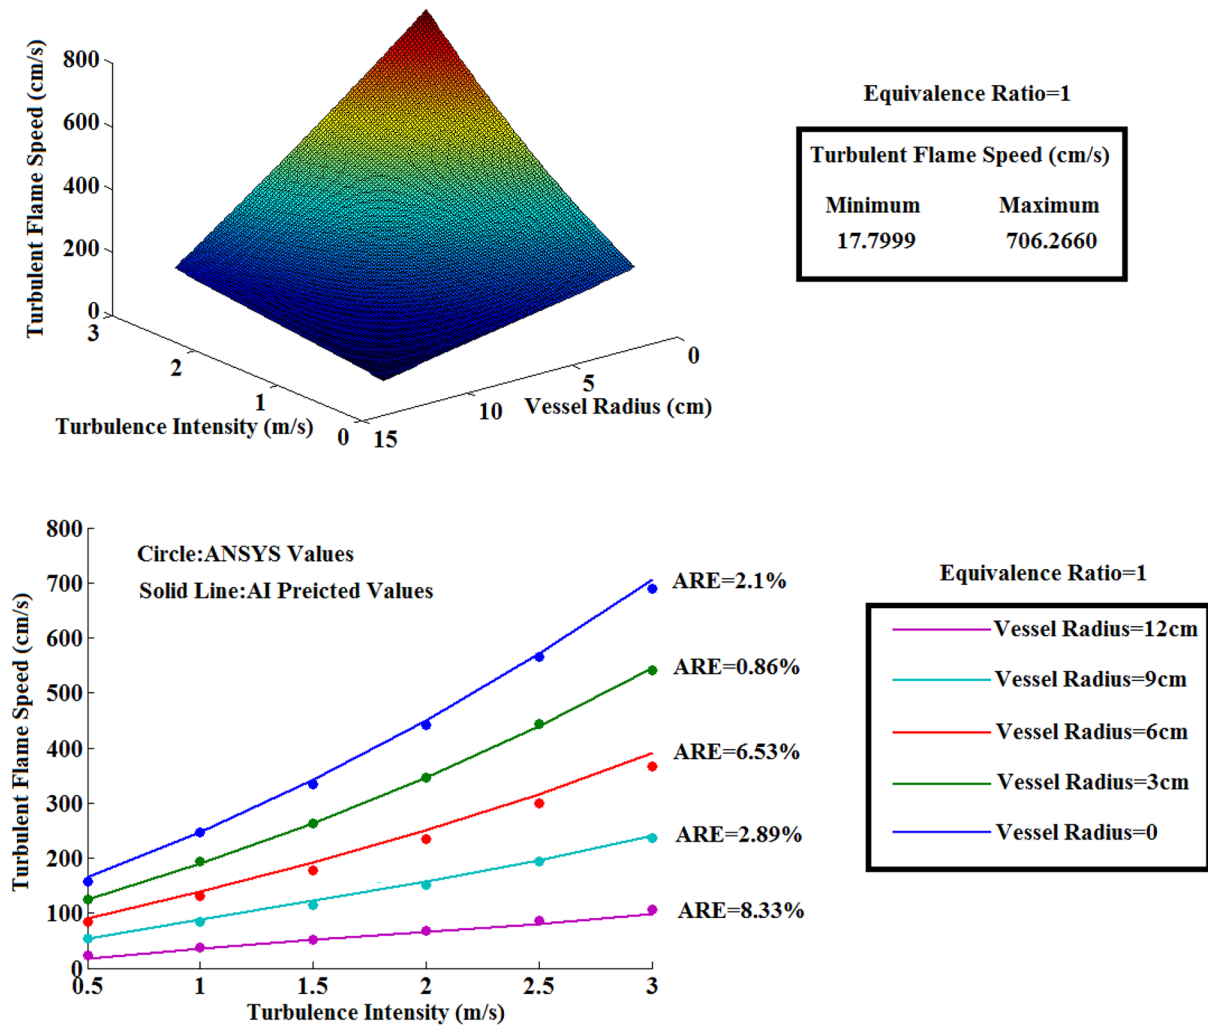 800
600
400
200
0
3
2
1
0
15
10
5
0
Turbulent Flame Speed (cm/s)
Turbulence Intensity (m/s)
Vessel Radius (cm)
Equivalence Ratio=1
Turbulent Flame Speed (cm/s)
Minimum Maximum
17.7999 706.2660
800
700
600
500
400
300
200
100
0
0.5 1 1.5 2 2.5 3
Turbulent Flame Speed (cm/s)
Turbulence Intensity (m/s)
Circle:ANSYS Values
Solid Line:AI Preicted Values
ARE=2.1%
ARE=0.86%
ARE=6.53%
ARE=2.89%
ARE=8.33%
Equivalence Ratio=1
Vessel Radius=12cm
Vessel Radius=9cm
Vessel Radius=6cm
Vessel Radius=3cm
Vessel Radius=0